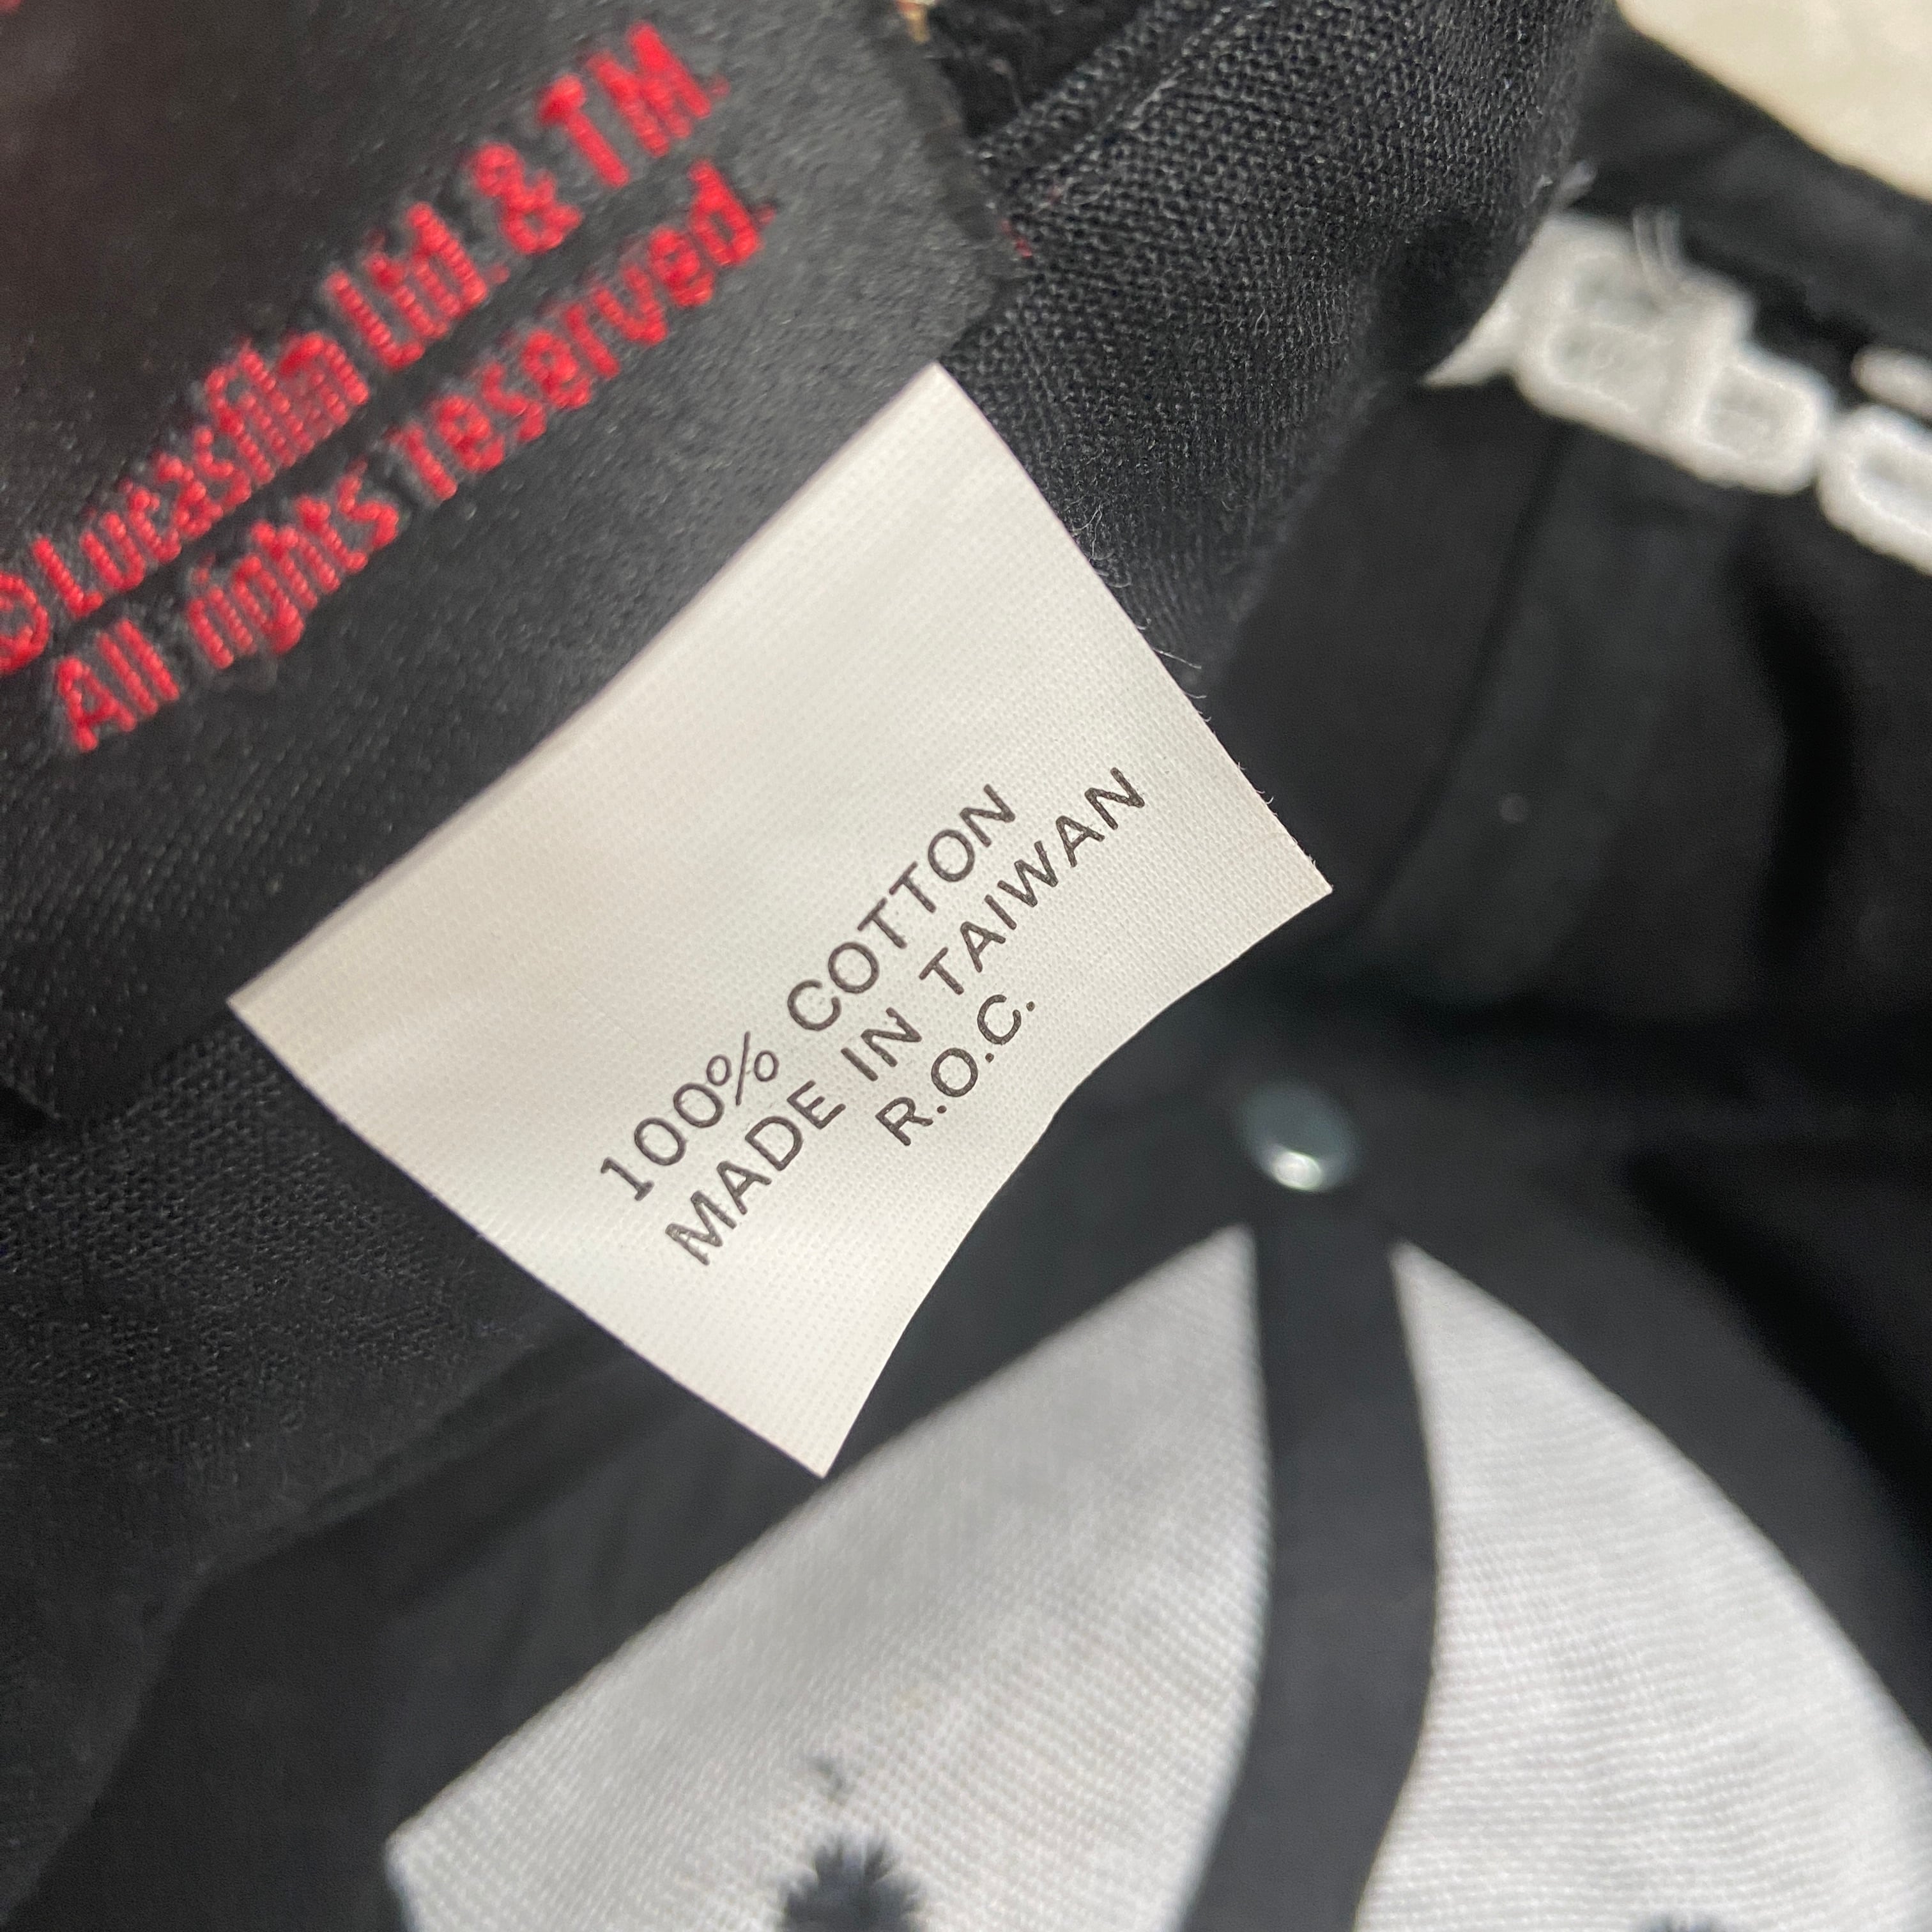 © Lucasfilm Ltd. & TM.
All rights reserved.
100% COTTON
MADE IN TAIWAN
R.O.C.